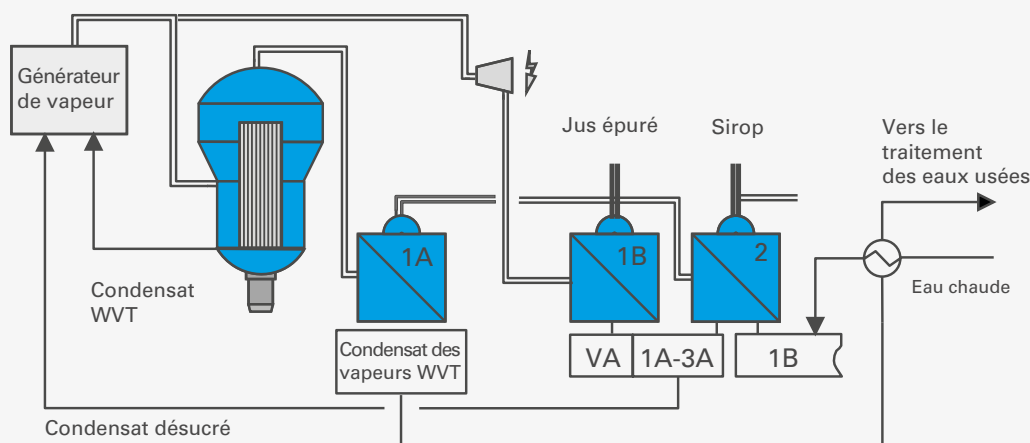 Générateur
de vapeur
Jus épuré
Sirop
Vers le
traitement
des eaux usées
1A
1B
2
Eau chaude
Condensat
WVT
Condensat des
vapeurs WVT
VA
1A-3A
1B
Condensat désucré